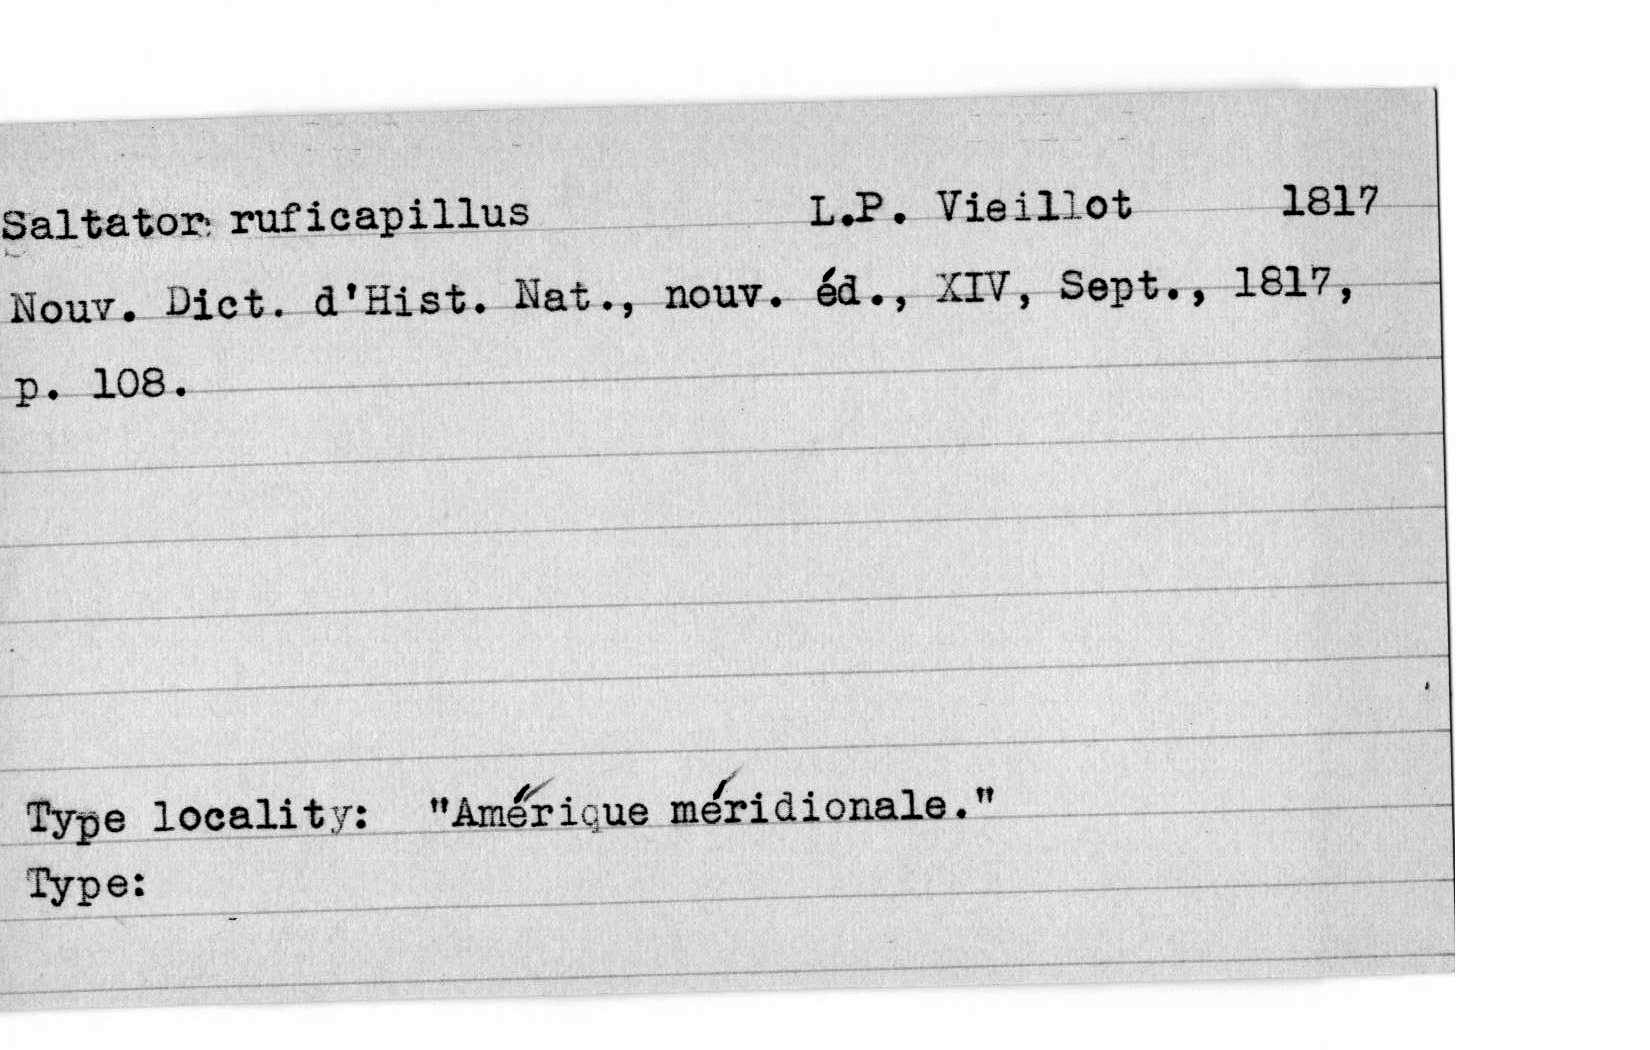 Saltator ruficapillus L.P. Vieillot 1817
Nouv. Dict. d'Hist. Nat., nouv. éd., XIV, Sept., 1817,
p. 108.
Type locality: "Amérique méridionale."
Type: